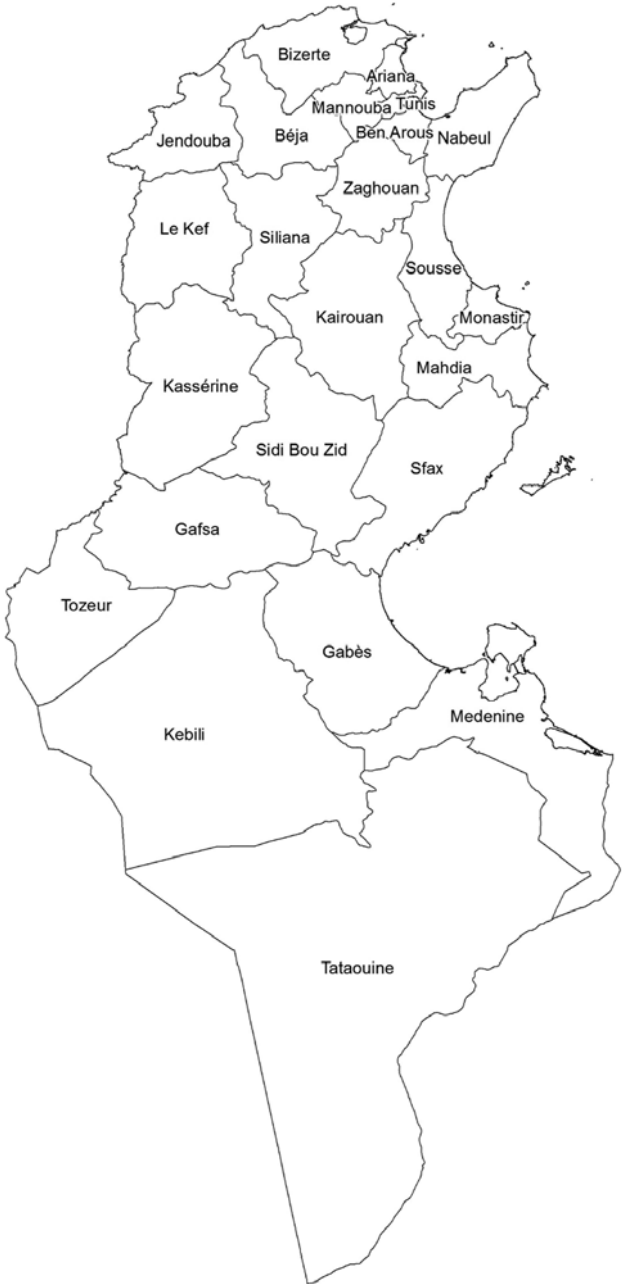 Bizerte
Ariana
Mannouba
Tunis
Jendouba
Béja
Ben Arous
Nabeul
Zaghouan
Le Kef
Siliana
Sousse
Kairouan
Monastir
Mahdia
Kassérine
Sidi Bou Zid
Sfax
Gafsa
Tozeur
Gabès
Medenine
Kebili
Tataouine